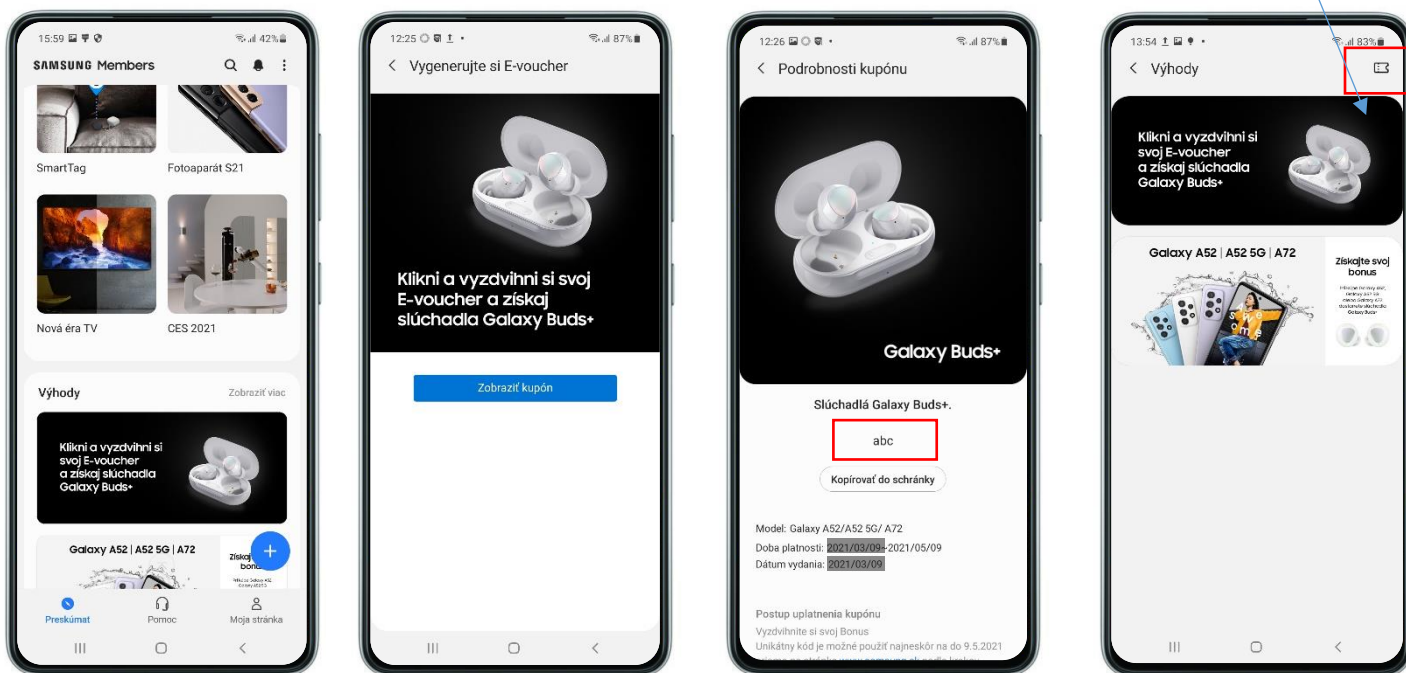 15:59
42%
SAMSUNG Members
SmartTag
Fotoaparát S21
Nová éra TV
CES 2021
Výhody
Zobraziť viac
Klikni a vyzdvihni si
svoj E-voucher
a získaj slúchadla
Galaxy Buds+
Galaxy A52 | A52 5G | A72
Získaj
Preskúmať
Pomoc
Moja stránka
12:25
87%
Vygenerujte si E-voucher
Klikni a vyzdvihni si svoj
E-voucher a získaj
slúchadla Galaxy Buds+
Zobraziť kupón
12:26
87%
Podrobnosti kupónu
Galaxy Buds+
Slúchadlá Galaxy Buds+.
abc
Kopírovať do schránky
Model: Galaxy A52/A52 5G/ A72
Doba platnosti: 2021/03/09~2021/05/09
Dátum vydania: 2021/03/09
Postup uplatnenia kupónu
Vyzdvihnite si svoj Bonus
Unikátny kód je možné použiť najneskôr na do 9.5.2021
13:54
83%
Výhody
Klikni a vyzdvihni si
svoj E-voucher
a získaj slúchadla
Galaxy Buds+
Galaxy A52 | A52 5G | A72
Získajte svoj
bonus
awesome